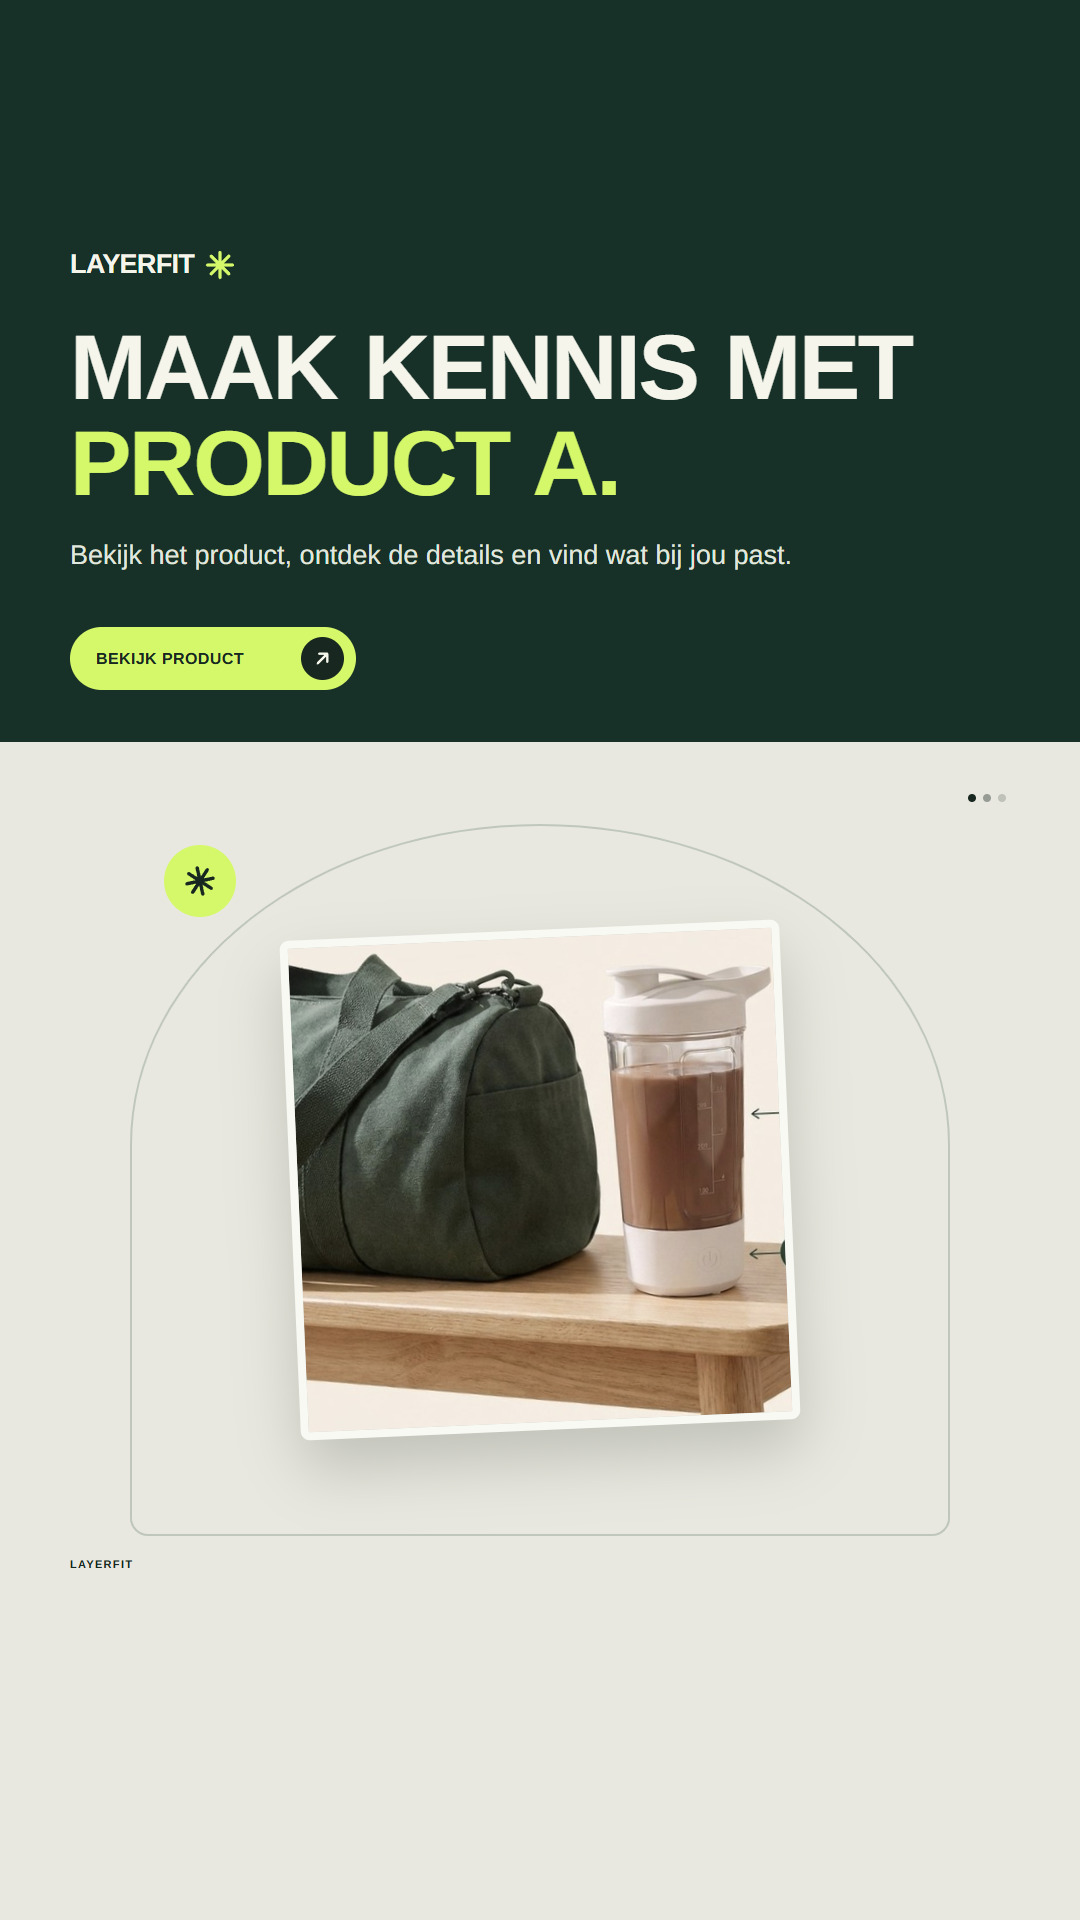 LAYERFIT
MAAK KENNIS MET
PRODUCT A.
Bekijk het product, ontdek de details en vind wat bij jou past.
BEKIJK PRODUCT
LAYERFIT